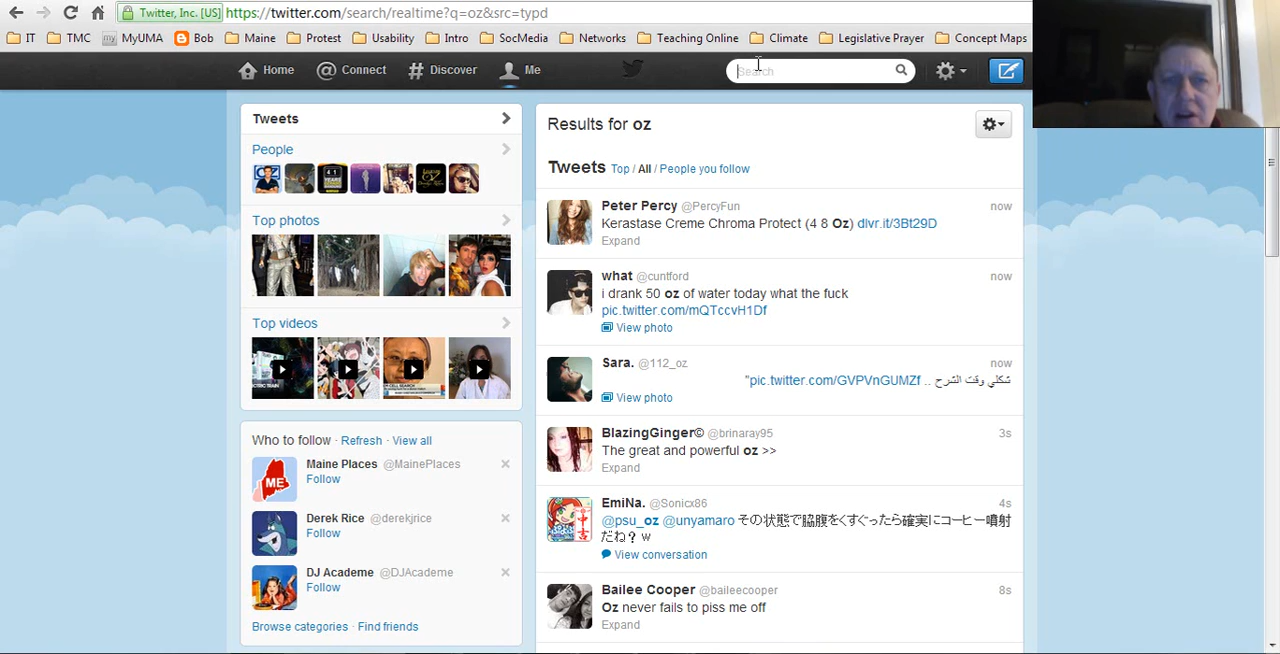 Twitter, Inc. [US] https://twitter.com/search/realtime?q=oz&src=typd
IT TMC MyUMA Bob Maine Protest Usability Intro SocMedia Networks Teaching Online Climate Legislative Prayer Concept Maps
Home Connect Discover Me Search
Tweets
People
Top photos
Top videos
Who to follow · Refresh · View all
Maine Places @MainePlaces
Follow
Derek Rice @derekjrice
Follow
DJ Academe @DJAcademe
Follow
Browse categories · Find friends
Results for oz
Tweets Top / All / People you follow
Peter Percy @PercyFun now
Kerastase Creme Chroma Protect (4 8 Oz) dlvr.it/3Bt29D
Expand
what @cuntford now
i drank 50 oz of water today what the fuck
pic.twitter.com/mQTccvH1Df
View photo
Sara. @112_oz now
"pic.twitter.com/GVPVnGUMZf .. شكلي وقت الشرح
View photo
BlazingGinger© @brinaray95 3s
The great and powerful oz >>
Expand
EmiNa. @Sonicx86 4s
@psu_oz @unyamaro その状態で脇腹をくすぐったら確実にコーヒー噴射
だね？ｗ
View conversation
Bailee Cooper @baileecooper 8s
Oz never fails to piss me off
Expand